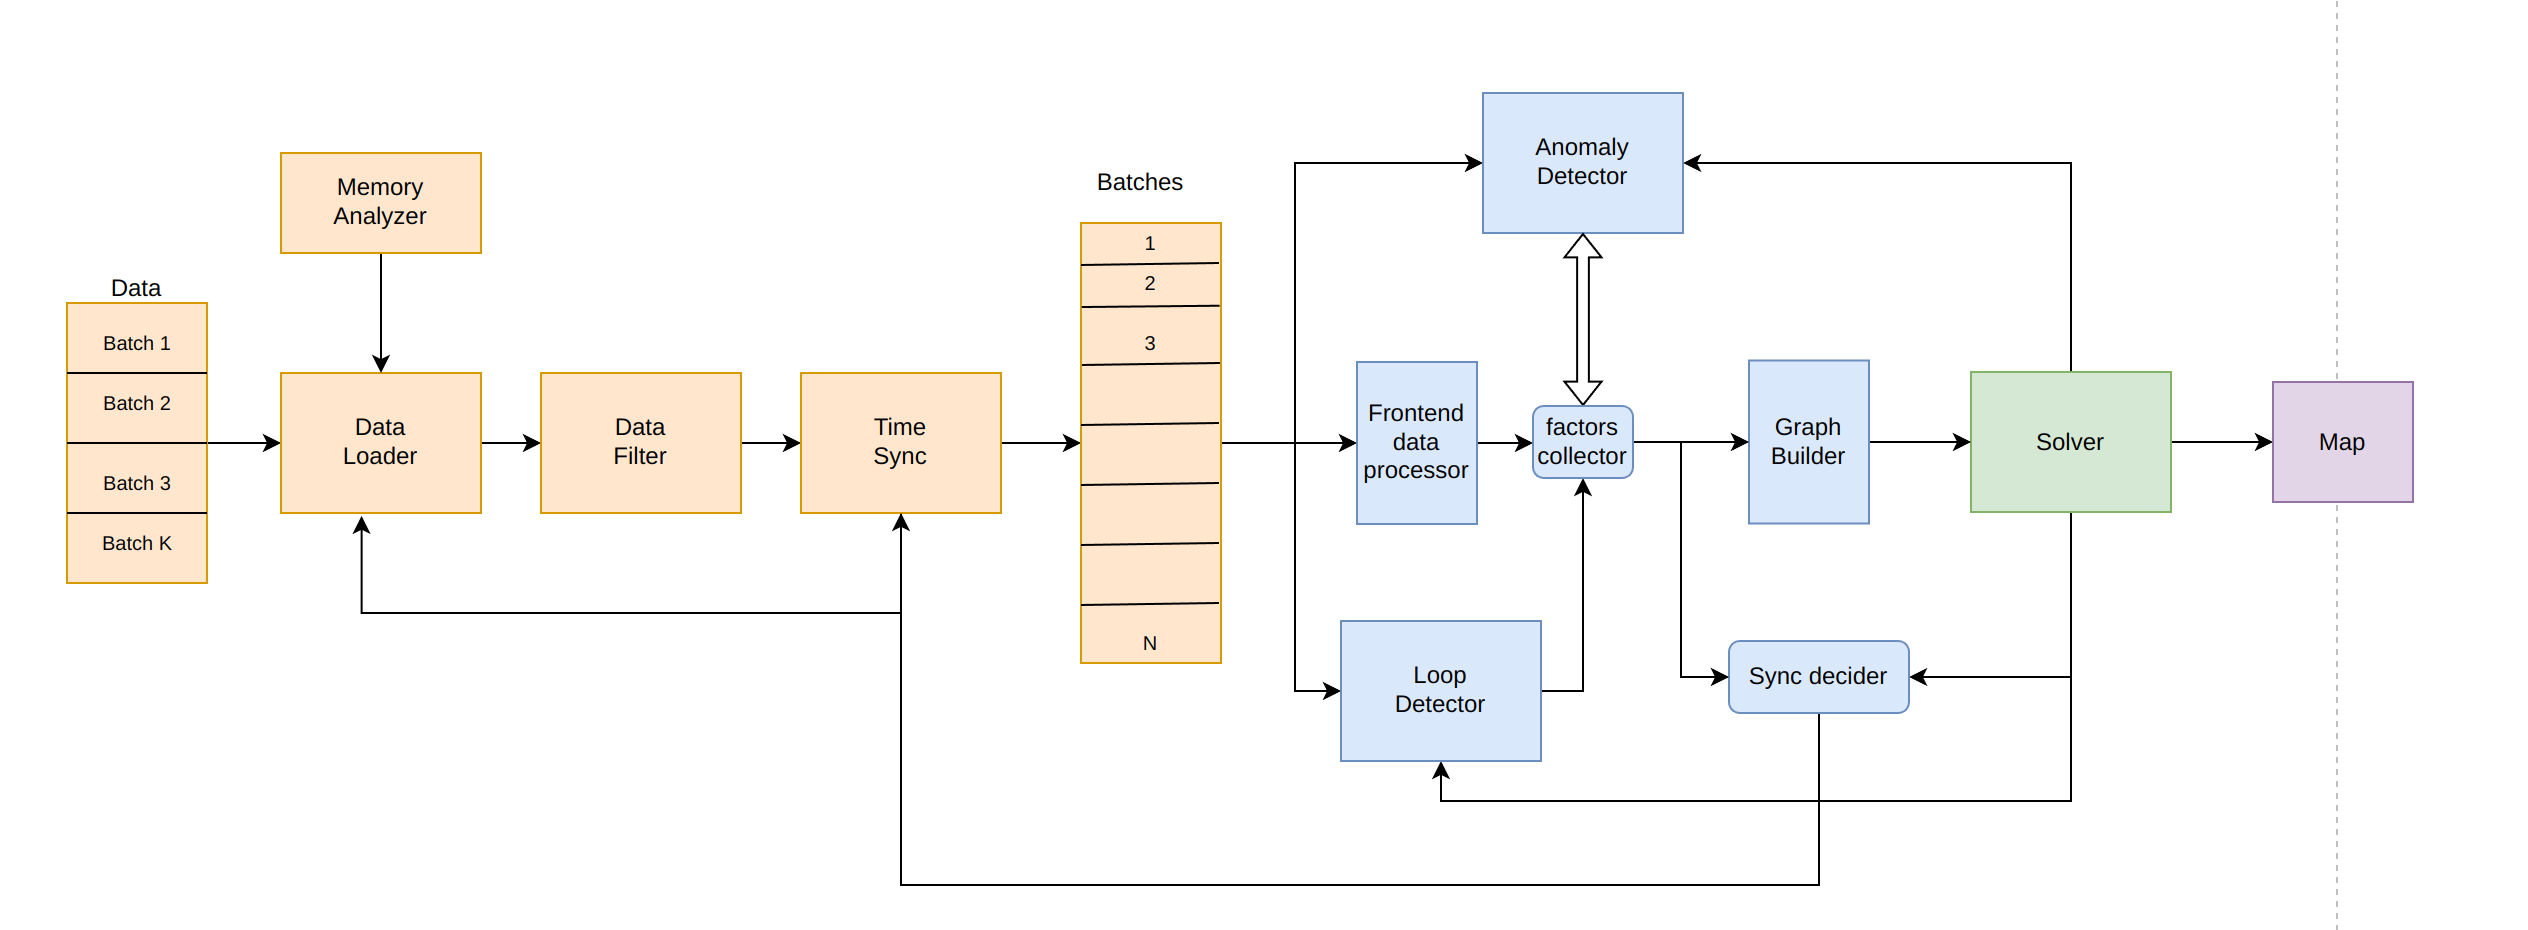 Data
Batch 1
Batch 2
Batch 3
Batch K
Memory
Analyzer
Data
Loader
Data
Filter
Time
Sync
Batches
1
2
3
N
Anomaly
Detector
Frontend
data
processor
factors
collector
Loop
Detector
Graph
Builder
Sync decider
Solver
Map